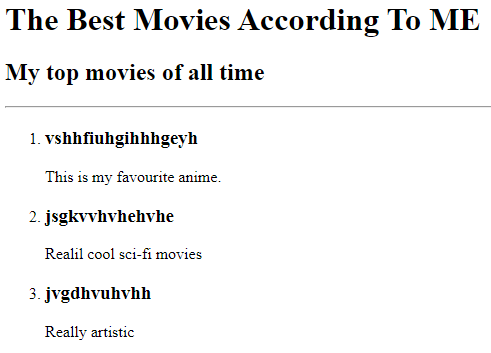 The Best Movies According To ME
My top movies of all time
1. vshhfiuhgihhhgeyh
This is my favourite anime.
2. jsgkvvhvhehvhe
Realil cool sci-fi movies
3. jvgdhvuhvhh
Really artistic